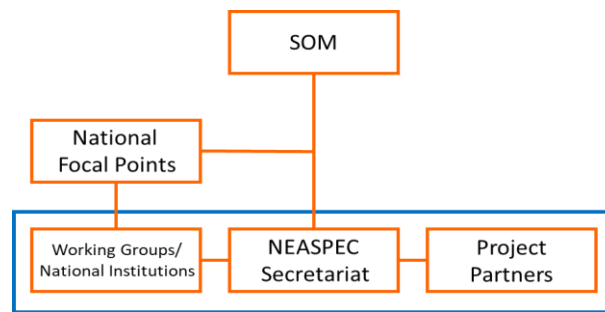 SOM
National
Focal Points
Working Groups/
National Institutions
NEASPEC
Secretariat
Project
Partners